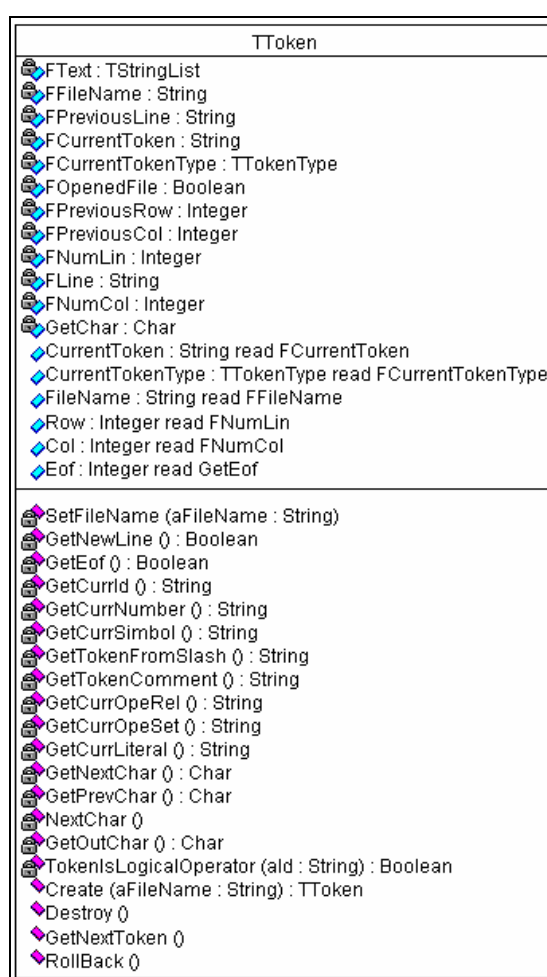 TToken
FText : TStringList
FFileName : String
FPreviousLine : String
FCurrentToken : String
FCurrentTokenType : TTokenType
FOpenedFile : Boolean
FPreviousRow : Integer
FPreviousCol : Integer
FNumLin : Integer
FLine : String
FNumCol : Integer
GetChar : Char
CurrentToken : String read FCurrentToken
CurrentTokenType : TTokenType read FCurrentTokenType
FileName : String read FFileName
Row : Integer read FNumLin
Col : Integer read FNumCol
Eof : Integer read GetEof
SetFileName (aFileName : String)
GetNewLine () : Boolean
GetEof () : Boolean
GetCurrId () : String
GetCurrNumber () : String
GetCurrSimbol () : String
GetTokenFromSlash () : String
GetTokenComment () : String
GetCurrOpeRel () : String
GetCurrOpeSet () : String
GetCurrLiteral () : String
GetNextChar () : Char
GetPrevChar () : Char
NextChar ()
GetOutChar () : Char
TokenIsLogicalOperator (aId : String) : Boolean
Create (aFileName : String) : TToken
Destroy ()
GetNextToken ()
RollBack ()